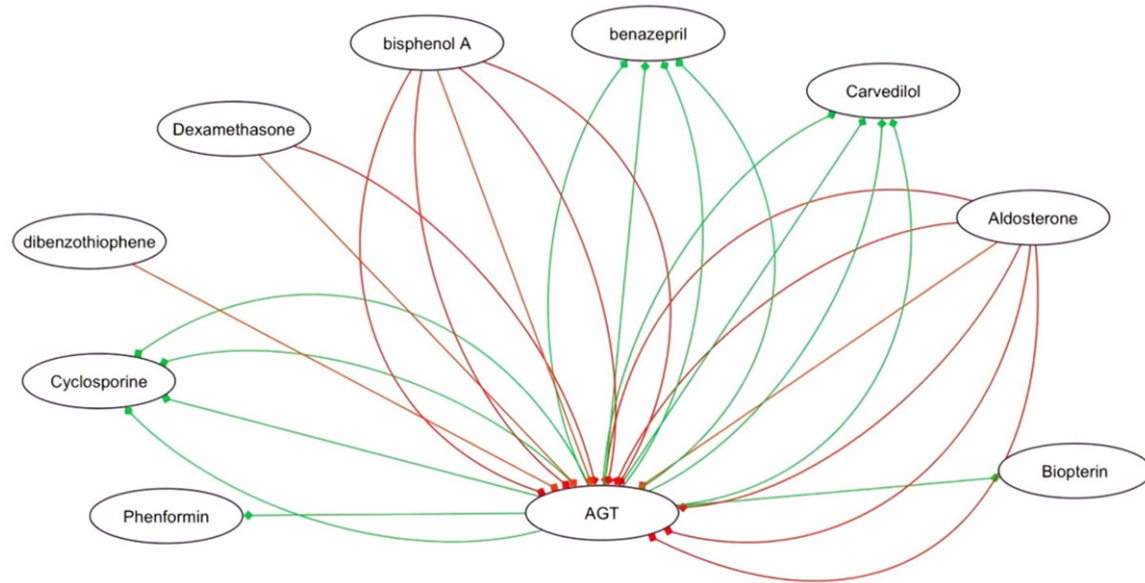 bisphenol A
benazepril
Carvedilol
Dexamethasone
Aldosterone
dibenzothiophene
Cyclosporine
Biopterin
Phenformin
AGT